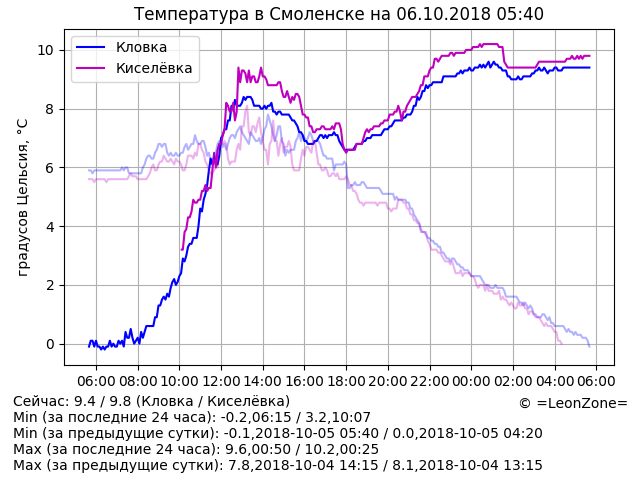 Температура в Смоленске на 06.10.2018 05:40
градусов Цельсия, °C
10
8
6
4
2
0
Кловка
Киселёвка
06:00 08:00 10:00 12:00 14:00 16:00 18:00 20:00 22:00 00:00 02:00 04:00 06:00
Сейчас: 9.4 / 9.8 (Кловка / Киселёвка)
© =LeonZone=
Min (за последние 24 часа): -0.2,06:15 / 3.2,10:07
Min (за предыдущие сутки): -0.1,2018-10-05 05:40 / 0.0,2018-10-05 04:20
Max (за последние 24 часа): 9.6,00:50 / 10.2,00:25
Max (за предыдущие сутки): 7.8,2018-10-04 14:15 / 8.1,2018-10-04 13:15